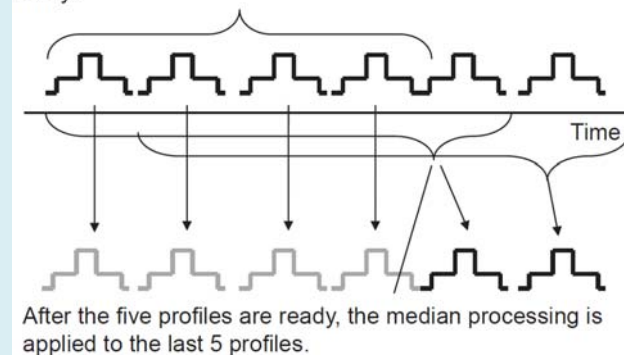 Time
After the five profiles are ready, the median processing is
applied to the last 5 profiles.